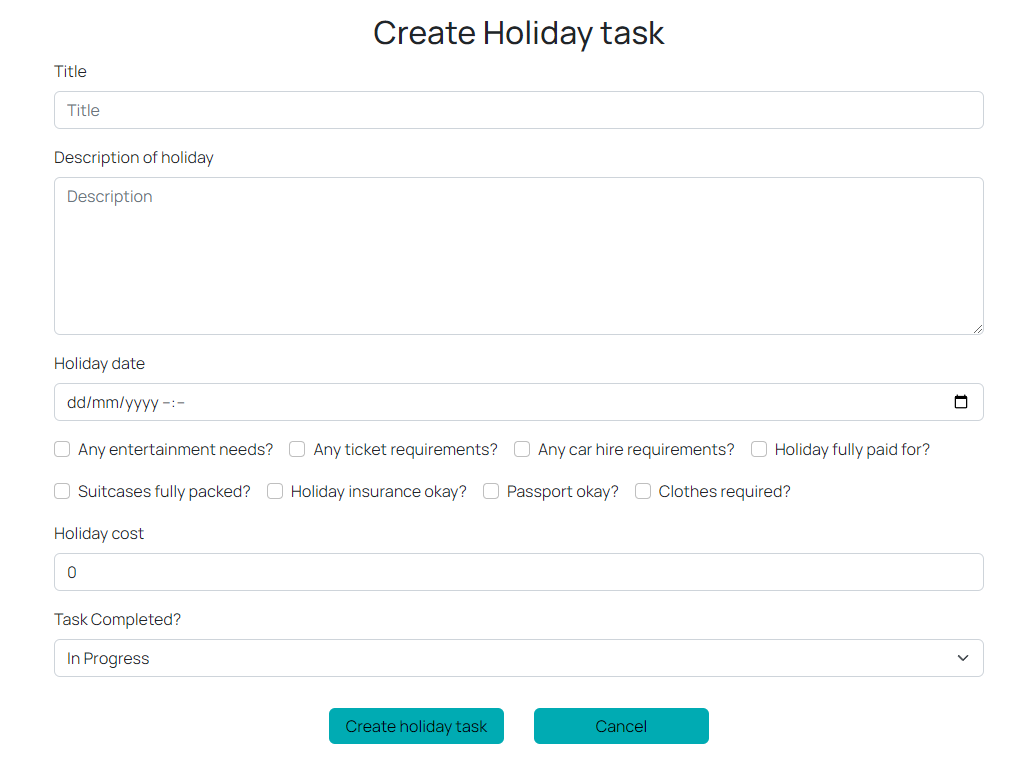 Create Holiday task
Title
Title
Description of holiday
Description
Holiday date
dd/mm/yyyy --:--
Any entertainment needs? Any ticket requirements? Any car hire requirements? Holiday fully paid for?
Suitcases fully packed? Holiday insurance okay? Passport okay? Clothes required?
Holiday cost
0
Task Completed?
In Progress
Create holiday task Cancel